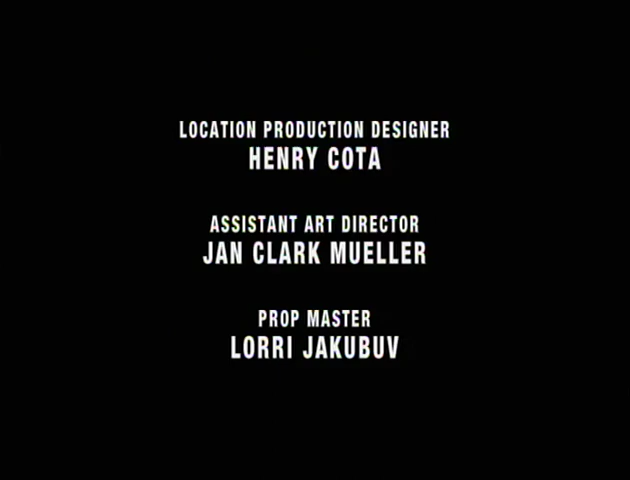 LOCATION PRODUCTION DESIGNER
HENRY COTA
ASSISTANT ART DIRECTOR
JAN CLARK MUELLER
PROP MASTER
LORRI JAKUBUV